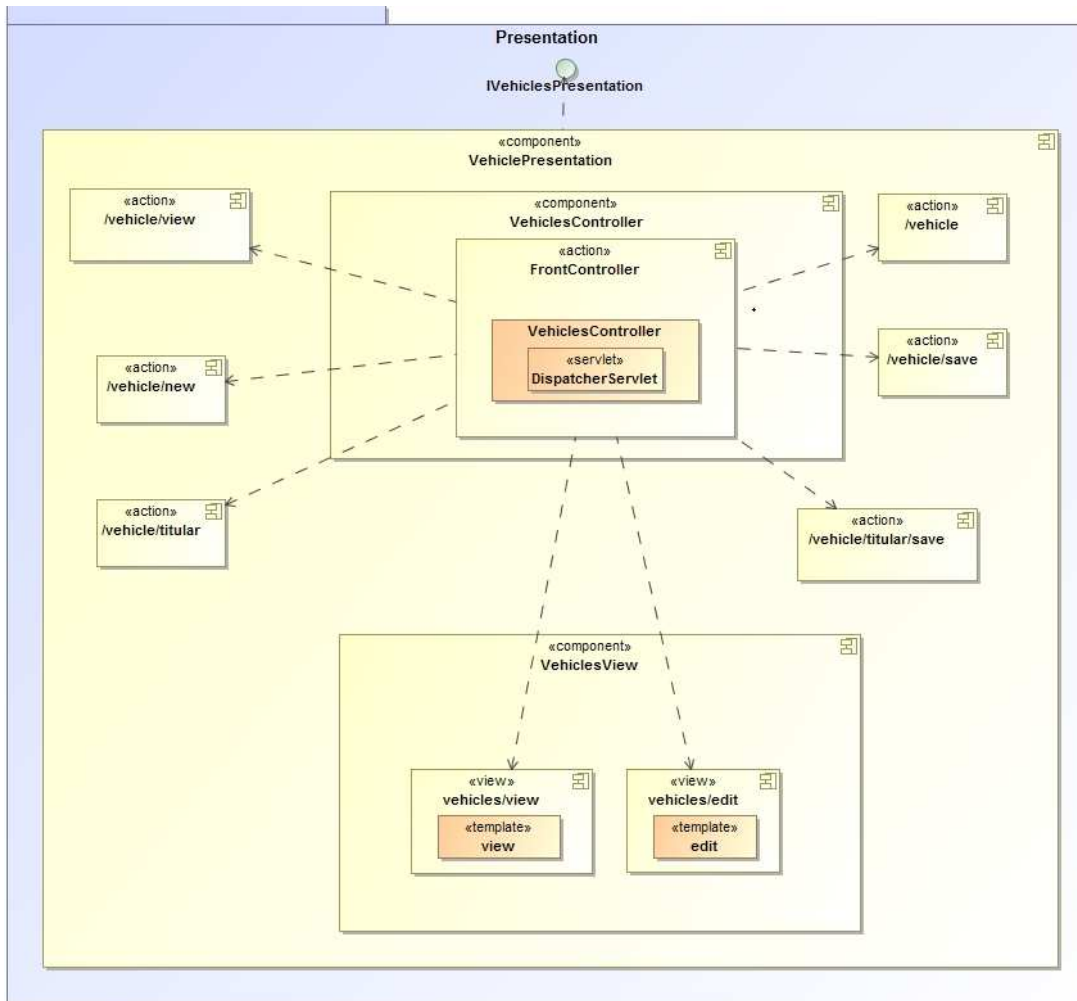 Presentation
IVehiclesPresentation
«component»
VehiclePresentation
«action»
/vehicle/view
«component»
VehiclesController
«action»
/vehicle
«action»
FrontController
VehiclesController
«servlet»
DispatcherServlet
«action»
/vehicle/new
«action»
/vehicle/save
«action»
/vehicle/titular
«action»
/vehicle/titular/save
«component»
VehiclesView
«view»
vehicles/view
«template»
view
«view»
vehicles/edit
«template»
edit